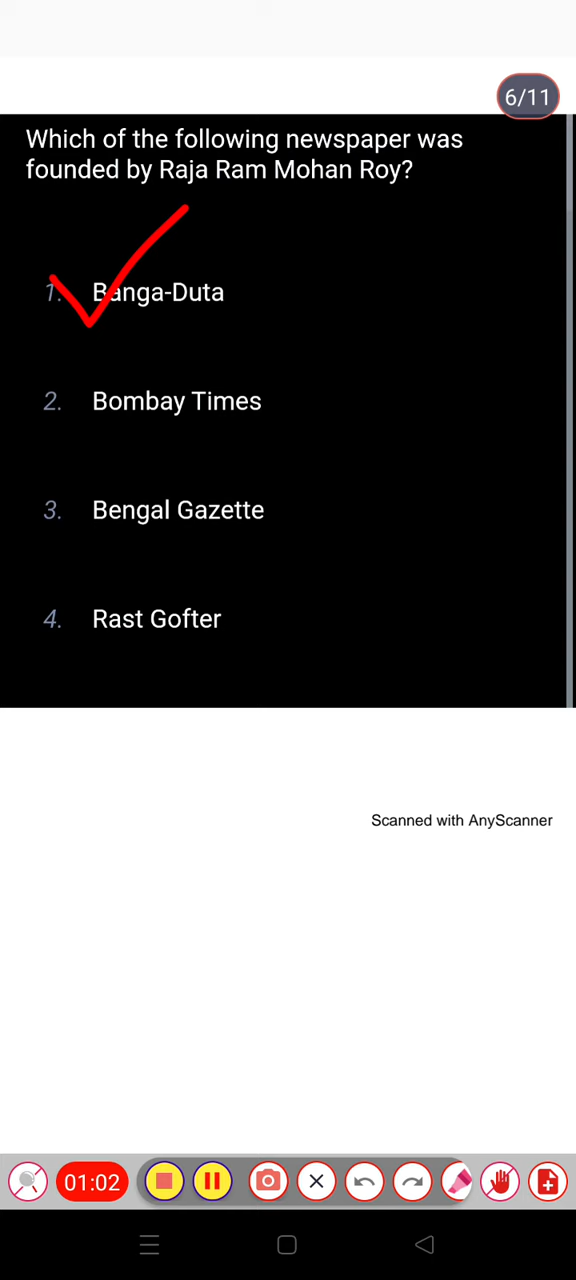 6/11
Which of the following newspaper was
founded by Raja Ram Mohan Roy?
1. Banga-Duta
2. Bombay Times
3. Bengal Gazette
4. Rast Gofter
Scanned with AnyScanner
01:02